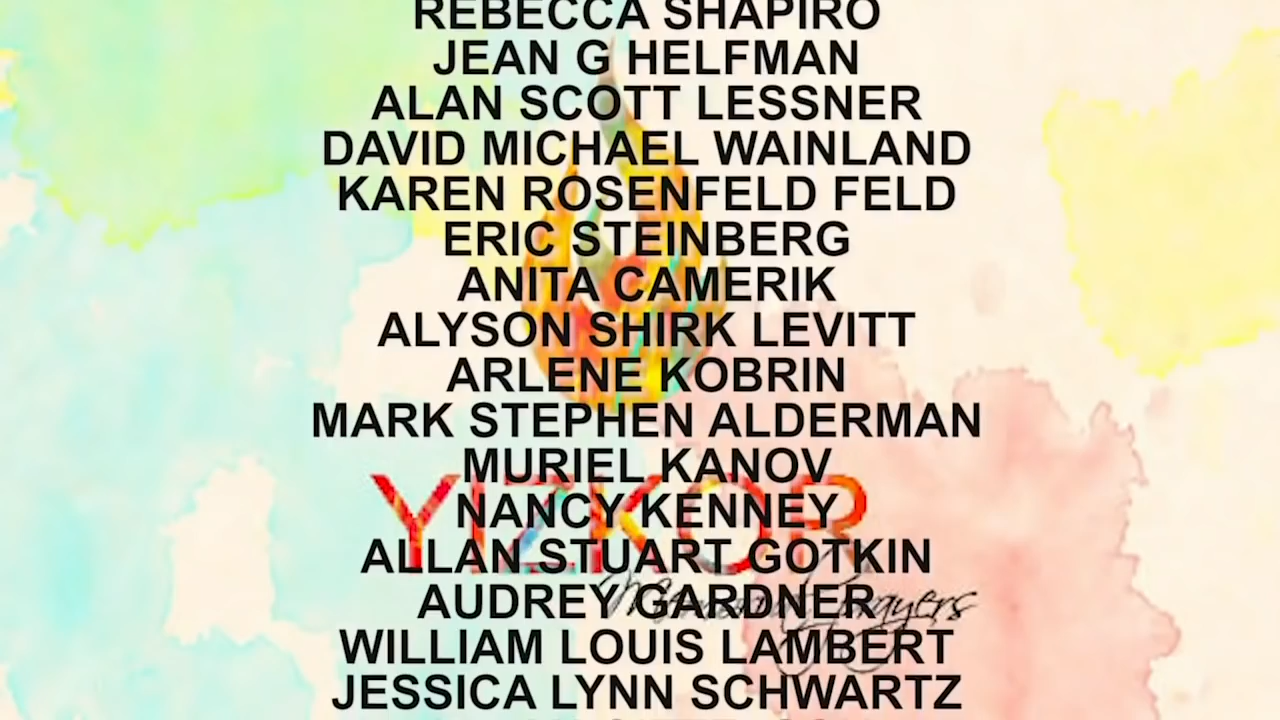 REBECCA SHAPIRO
JEAN G HELFMAN
ALAN SCOTT LESSNER
DAVID MICHAEL WAINLAND
KAREN ROSENFELD FELD
ERIC STEINBERG
ANITA CAMERIK
ALYSON SHIRK LEVITT
ARLENE KOBRIN
MARK STEPHEN ALDERMAN
MURIEL KANOV
NANCY KENNEY
YIZKOR
ALLAN STUART GOTKIN
AUDREY GARDNER
Prayers
WILLIAM LOUIS LAMBERT
JESSICA LYNN SCHWARTZ